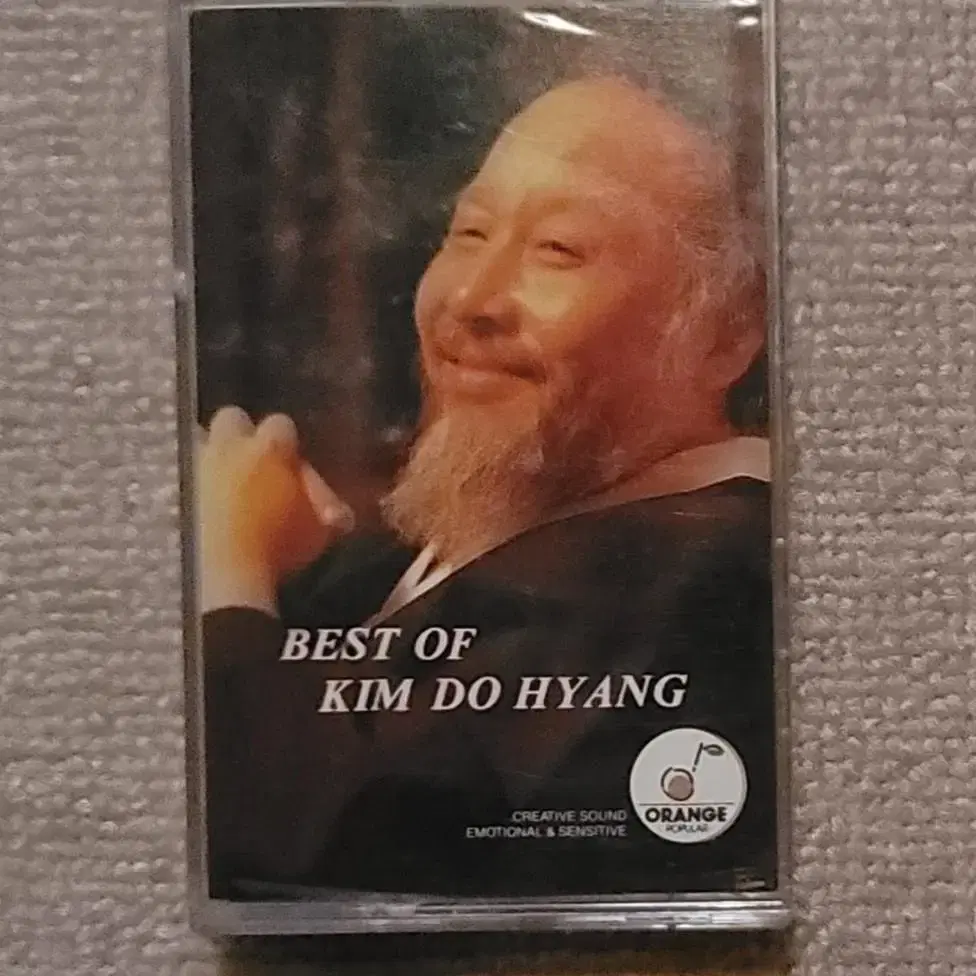 BEST OF
KIM DO HYANG
CREATIVE SOUND
EMOTIONAL & SENSITIVE
ORANGE
POPULAR